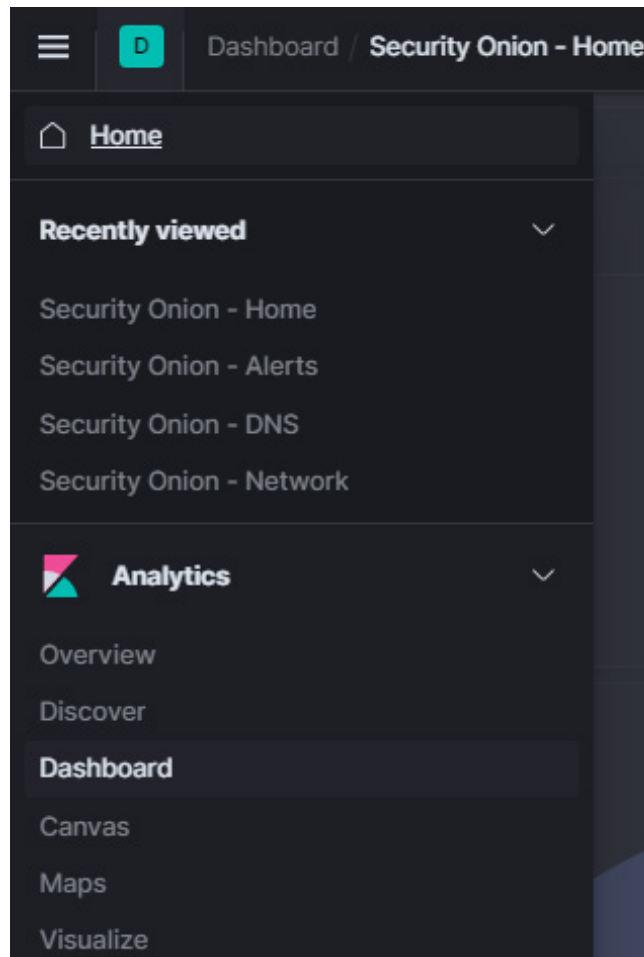 D Dashboard / Security Onion - Home
Home
Recently viewed
Security Onion - Home
Security Onion - Alerts
Security Onion - DNS
Security Onion - Network
Analytics
Overview
Discover
Dashboard
Canvas
Maps
Visualize